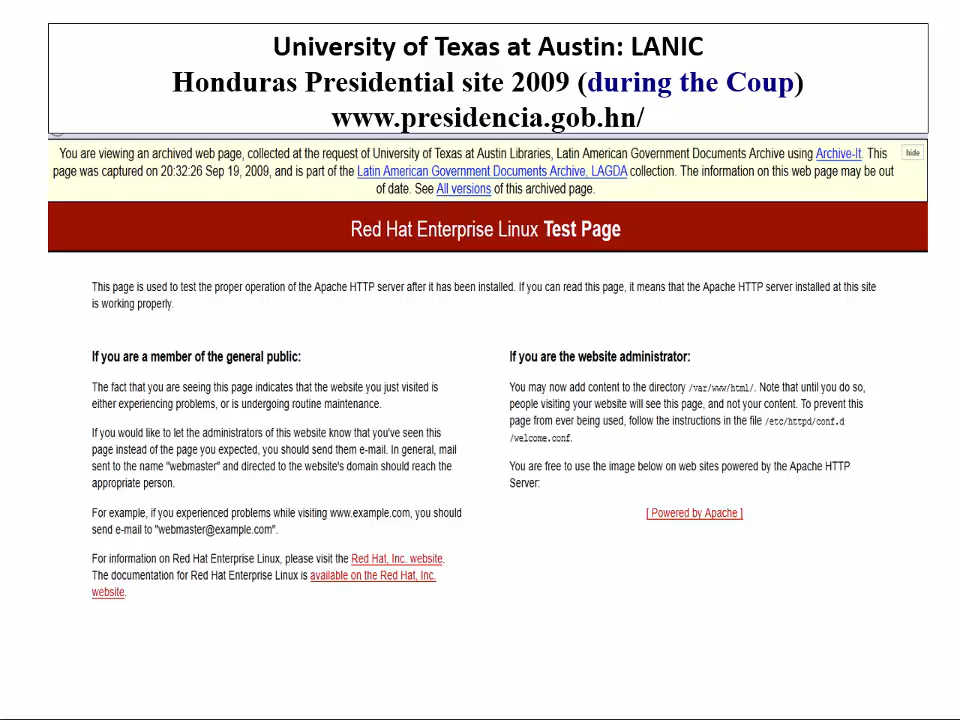 University of Texas at Austin: LANIC
Honduras Presidential site 2009 (during the Coup)
www.presidencia.gob.hn/
You are viewing an archived web page, collected at the request of University of Texas at Austin Libraries, Latin American Government Documents Archive using Archive-It. This
hide
page was captured on 20:32:26 Sep 19, 2009, and is part of the Latin American Government Documents Archive, LAGDA collection. The information on this web page may be out
of date. See All versions of this archived page.
Red Hat Enterprise Linux Test Page
This page is used to test the proper operation of the Apache HTTP server after it has been installed. If you can read this page, it means that the Apache HTTP server installed at this site
is working properly.
If you are a member of the general public:
The fact that you are seeing this page indicates that the website you just visited is
either experiencing problems, or is undergoing routine maintenance.
If you would like to let the administrators of this website know that you've seen this
page instead of the page you expected, you should send them e-mail. In general, mail
sent to the name "webmaster" and directed to the website's domain should reach the
appropriate person.
For example, if you experienced problems while visiting www.example.com, you should
send e-mail to "webmaster@example.com".
For information on Red Hat Enterprise Linux, please visit the Red Hat, Inc. website.
The documentation for Red Hat Enterprise Linux is available on the Red Hat, Inc.
website.
If you are the website administrator:
You may now add content to the directory /var/www/html/. Note that until you do so,
people visiting your website will see this page, and not your content. To prevent this
page from ever being used, follow the instructions in the file /etc/httpd/conf.d
/welcome.conf.
You are free to use the image below on web sites powered by the Apache HTTP
Server:
[ Powered by Apache ]